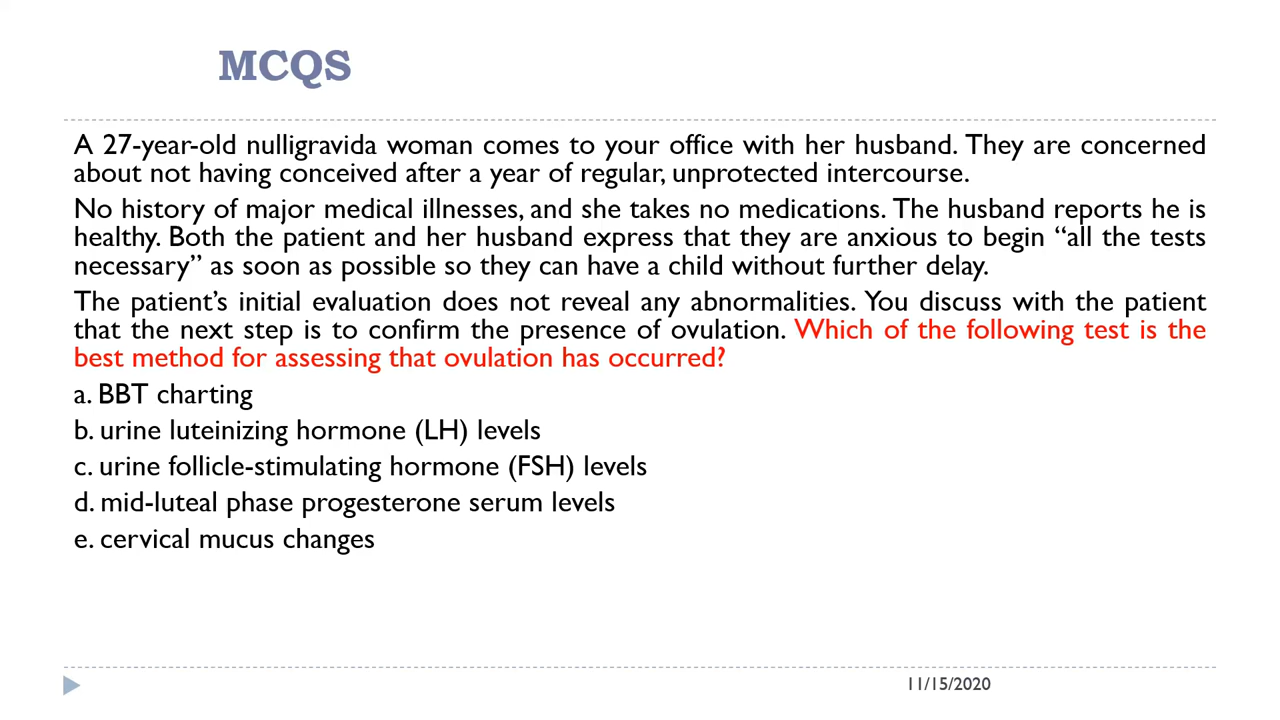 MCQS
A 27-year-old nulligravida woman comes to your office with her husband. They are concerned
about not having conceived after a year of regular, unprotected intercourse.
No history of major medical illnesses, and she takes no medications. The husband reports he is
healthy. Both the patient and her husband express that they are anxious to begin “all the tests
necessary” as soon as possible so they can have a child without further delay.
The patient’s initial evaluation does not reveal any abnormalities. You discuss with the patient
that the next step is to confirm the presence of ovulation. Which of the following test is the
best method for assessing that ovulation has occurred?
a. BBT charting
b. urine luteinizing hormone (LH) levels
c. urine follicle-stimulating hormone (FSH) levels
d. mid-luteal phase progesterone serum levels
e. cervical mucus changes
11/15/2020